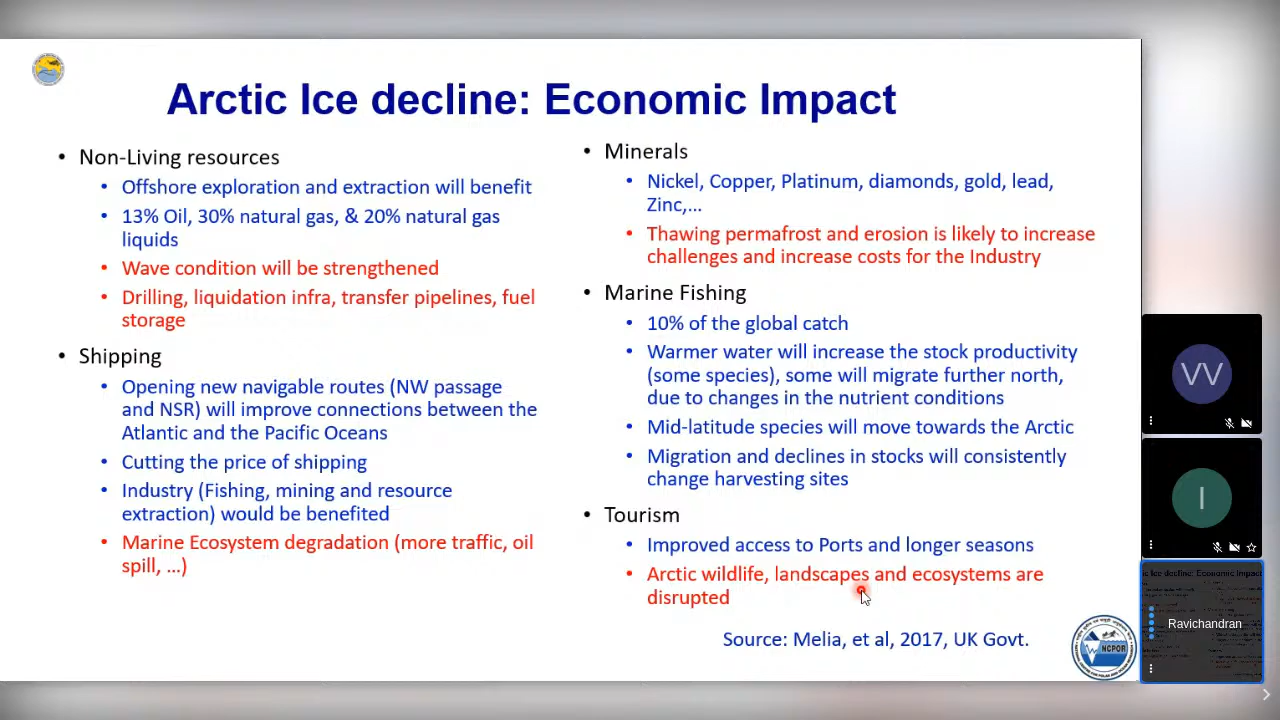 Arctic Ice decline: Economic Impact
• Non-Living resources
• Offshore exploration and extraction will benefit
• 13% Oil, 30% natural gas, & 20% natural gas
liquids
• Wave condition will be strengthened
• Drilling, liquidation infra, transfer pipelines, fuel
storage
• Shipping
• Opening new navigable routes (NW passage
and NSR) will improve connections between the
Atlantic and the Pacific Oceans
• Cutting the price of shipping
• Industry (Fishing, mining and resource
extraction) would be benefited
• Marine Ecosystem degradation (more traffic, oil
spill, ...)
• Minerals
• Nickel, Copper, Platinum, diamonds, gold, lead,
Zinc,...
• Thawing permafrost and erosion is likely to increase
challenges and increase costs for the Industry
• Marine Fishing
• 10% of the global catch
• Warmer water will increase the stock productivity
(some species), some will migrate further north,
due to changes in the nutrient conditions
• Mid-latitude species will move towards the Arctic
• Migration and declines in stocks will consistently
change harvesting sites
• Tourism
• Improved access to Ports and longer seasons
• Arctic wildlife, landscapes and ecosystems are
disrupted
Source: Melia, et al, 2017, UK Govt.
NCPOR
VV
I
Ravichandran